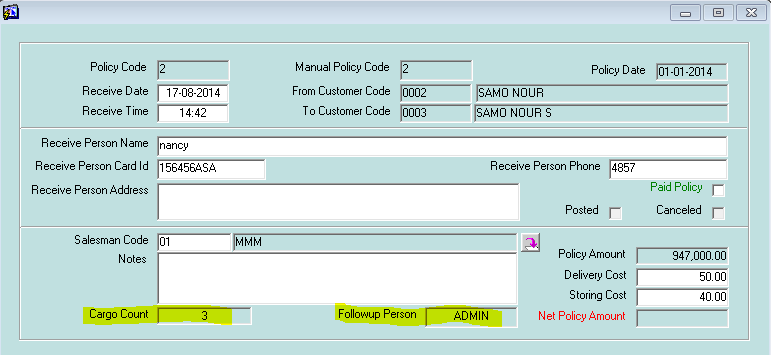 Policy Code 2 Manual Policy Code 2 Policy Date 01-01-2014
Receive Date 17-08-2014 From Customer Code 0002 SAMO NOUR
Receive Time 14:42 To Customer Code 0003 SAMO NOUR S
Receive Person Name nancy
Receive Person Card Id 156456ASA Receive Person Phone 4857
Receive Person Address Paid Policy
Posted Canceled
Salesman Code 01 MMM
Notes Policy Amount 947,000.00
Delivery Cost 50.00
Storing Cost 40.00
Cargo Count 3 Followup Person ADMIN Net Policy Amount